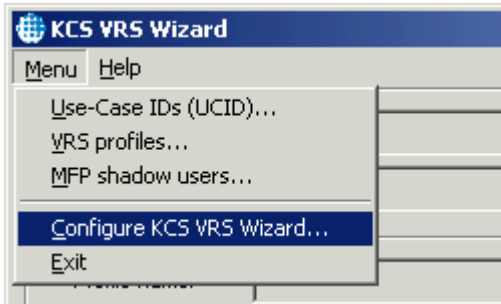 KCS VRS Wizard
Menu Help
Use-Case IDs (UCID)...
VRS profiles...
MFP shadow users...
Configure KCS VRS Wizard...
Exit